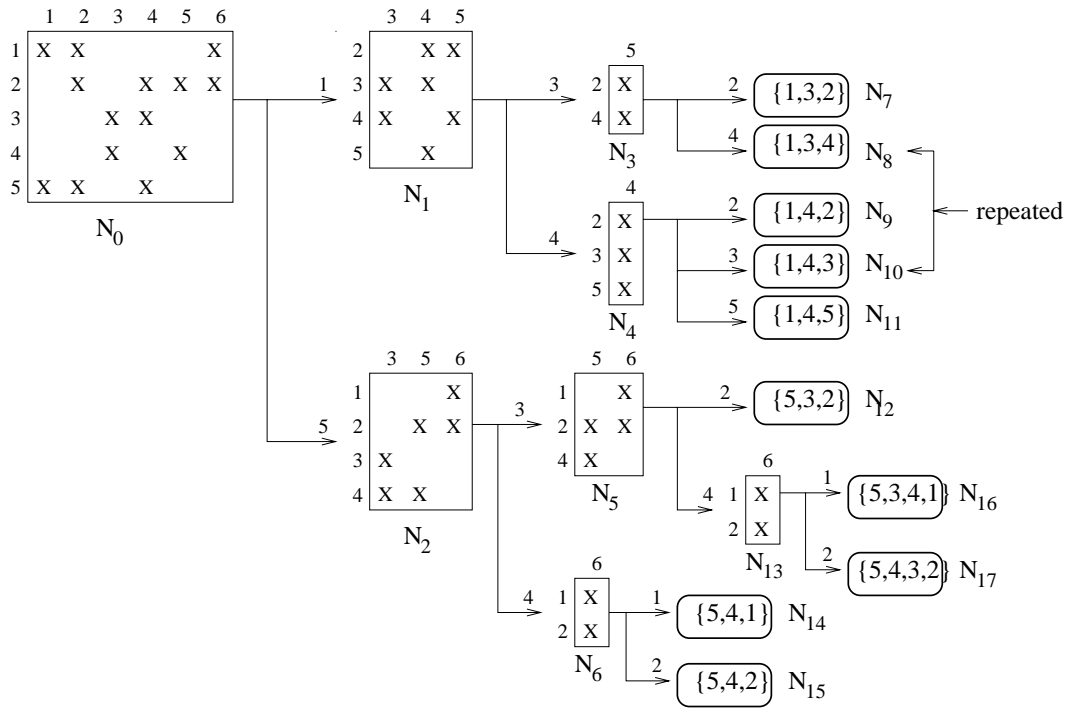 1 2 3 4 5 6
1 X X X
2 X X X X
3 X X
4 X X
5 X X X
N0
1
3 4 5
2 X X
3 X X
4 X X
5 X
N1
3
5
2 X
4 X
N3
2 {1,3,2} N7
4 {1,3,4} N8
4
4
2 X
3 X
5 X
N4
2 {1,4,2} N9
3 {1,4,3} N10
5 {1,4,5} N11
repeated
5
3 5 6
1 X
2 X X
3 X
4 X X
N2
3
5 6
1 X
2 X X
4 X
N5
2 {5,3,2} N12
4
6
1 X
2 X
N13
1 {5,3,4,1} N16
2 {5,4,3,2} N17
4
6
1 X
2 X
N6
1 {5,4,1} N14
2 {5,4,2} N15